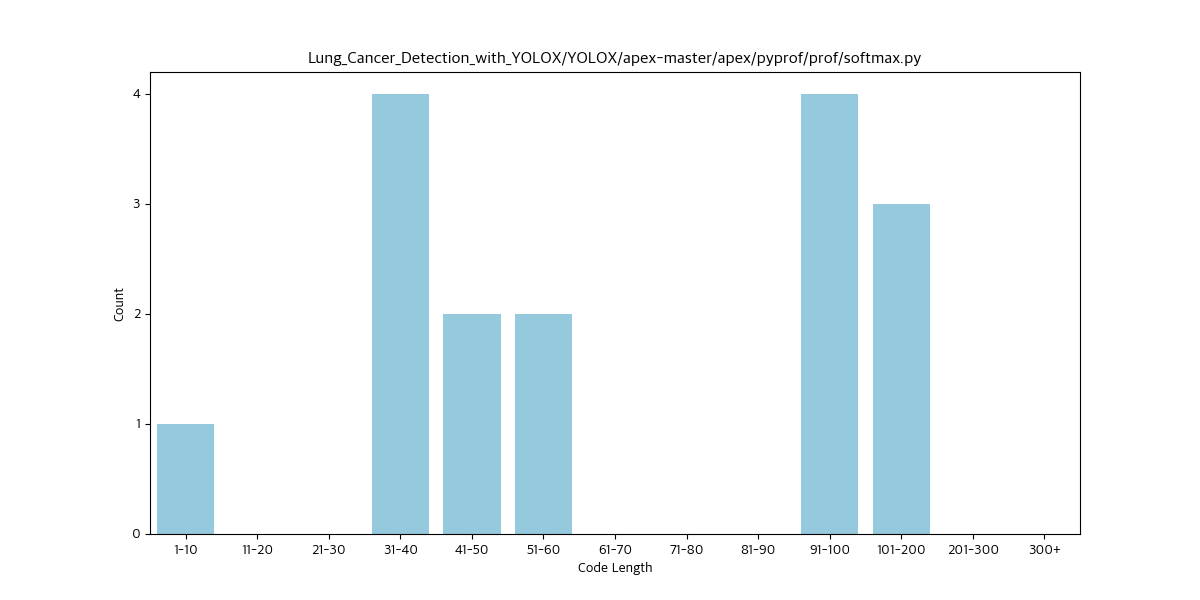 Lung_Cancer_Detection_with_YOLOX/YOLOX/apex-master/apex/pyprof/prof/softmax.py
4
3
2
1
0
Count
1-10 11-20 21-30 31-40 41-50 51-60 61-70 71-80 81-90 91-100 101-200 201-300 300+
Code Length